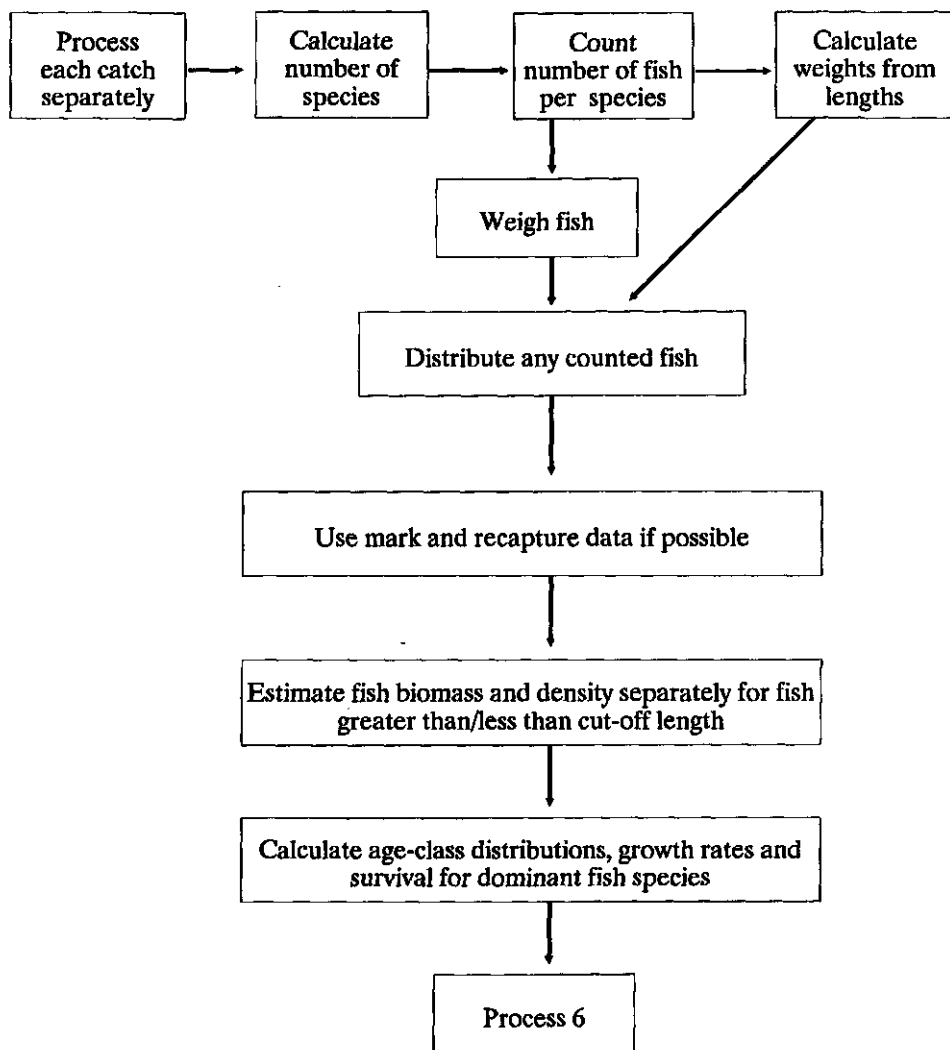 Process
each catch
separately
Calculate
number of
species
Count
number of fish
per species
Calculate
weights from
lengths
Weigh fish
Distribute any counted fish
Use mark and recapture data if possible
Estimate fish biomass and density separately for fish
greater than/less than cut-off length
Calculate age-class distributions, growth rates and
survival for dominant fish species
Process 6